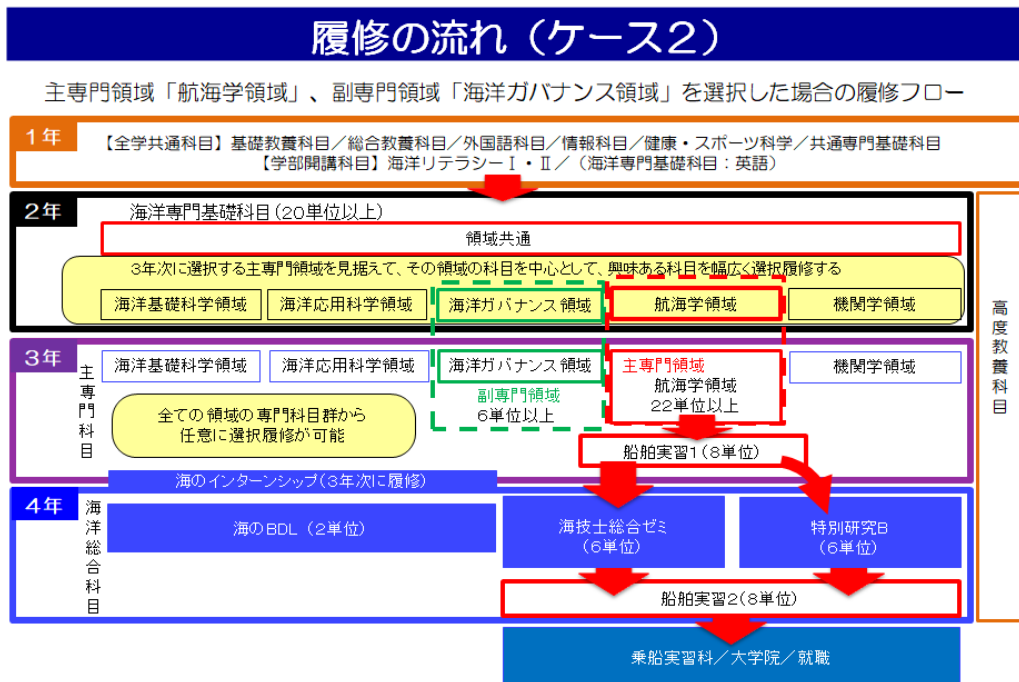 履修の流れ（ケース２）
主専門領域「航海学領域」、副専門領域「海洋ガバナンス領域」を選択した場合の履修フロー
１年
【全学共通科目】基礎教養科目／総合教養科目／外国語科目／情報科目／健康・スポーツ科学／共通専門基礎科目
【学部開講科目】海洋リテラシーⅠ・Ⅱ／（海洋専門基礎科目：英語）
２年
海洋専門基礎科目(20単位以上)
領域共通
3年次に選択する主専門領域を見据えて、その領域の科目を中心として、興味ある科目を幅広く選択履修する
海洋基礎科学領域
海洋応用科学領域
海洋ガバナンス領域
航海学領域
機関学領域
高度教養科目
３年
主専門科目
海洋基礎科学領域
海洋応用科学領域
海洋ガバナンス領域
副専門領域
6単位以上
主専門領域
航海学領域
22単位以上
機関学領域
全ての領域の専門科目群から
任意に選択履修が可能
船舶実習1(8単位)
海のインターンシップ(3年次に履修)
４年
海洋総合科目
海のBDL（2単位）
海技士総合ゼミ
(6単位)
特別研究B
(6単位)
船舶実習2(8単位)
乗船実習科／大学院／就職